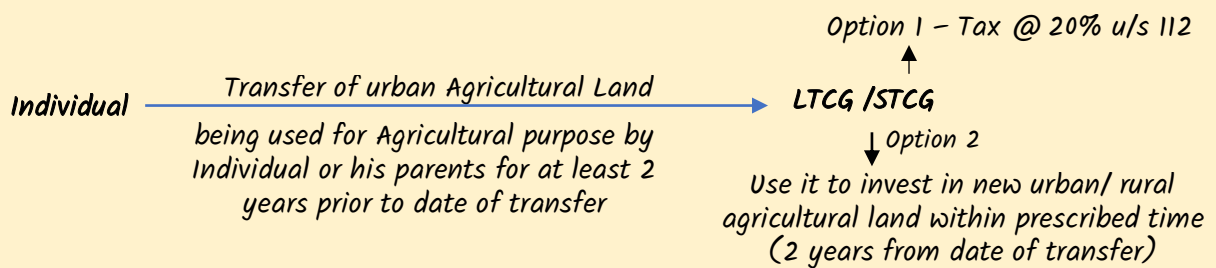 Option 1 – Tax @ 20% u/s 112
Transfer of urban Agricultural Land
Individual
LTCG /STCG
being used for Agricultural purpose by
Individual or his parents for at least 2
years prior to date of transfer
Option 2
Use it to invest in new urban/ rural
agricultural land within prescribed time
(2 years from date of transfer)